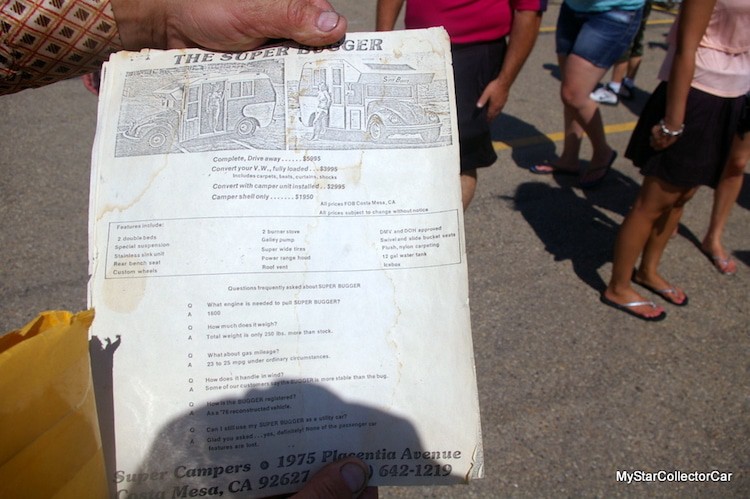 THE SUPER BUGGER
Complete, Drive away ...... $5895
Convert your V.W., fully loaded ... $3995
Includes carpets, seats, curtains, shocks
Convert with camper unit installed .. $2995
Camper shell only ....... $1950
All prices FOB Costa Mesa, CA
All prices subject to change without notice
Features include:
2 double beds
Special suspension
Stainless sink unit
Rear bench seat
Custom wheels
2 burner stove
Galley pump
Super wide tires
Power range hood
Roof vent
DMV and DOH approved
Swivel and slide bucket seats
Plush, nylon carpeting
12 gal water tank
Icebox
Questions frequently asked about SUPER BUGGER
Q What engine is needed to pull SUPER BUGGER?
A 1600
Q How much does it weigh?
A Total weight is only 250 lbs. more than stock.
Q What about gas mileage?
A 23 to 25 mpg under ordinary circumstances.
Q How does it handle in wind?
A Some of our customers say the BUGGER is more stable than the bug.
Q How is the BUGGER registered?
A As a '75 reconstructed vehicle.
Q Can I still use my SUPER BUGGER as a utility car?
A Glad you asked . . . yes, definitely! None of the passenger car
features are lost.
Super Campers • 1975 Placentia Avenue
Costa Mesa, CA 92627 642-1219
MyStarCollectorCar